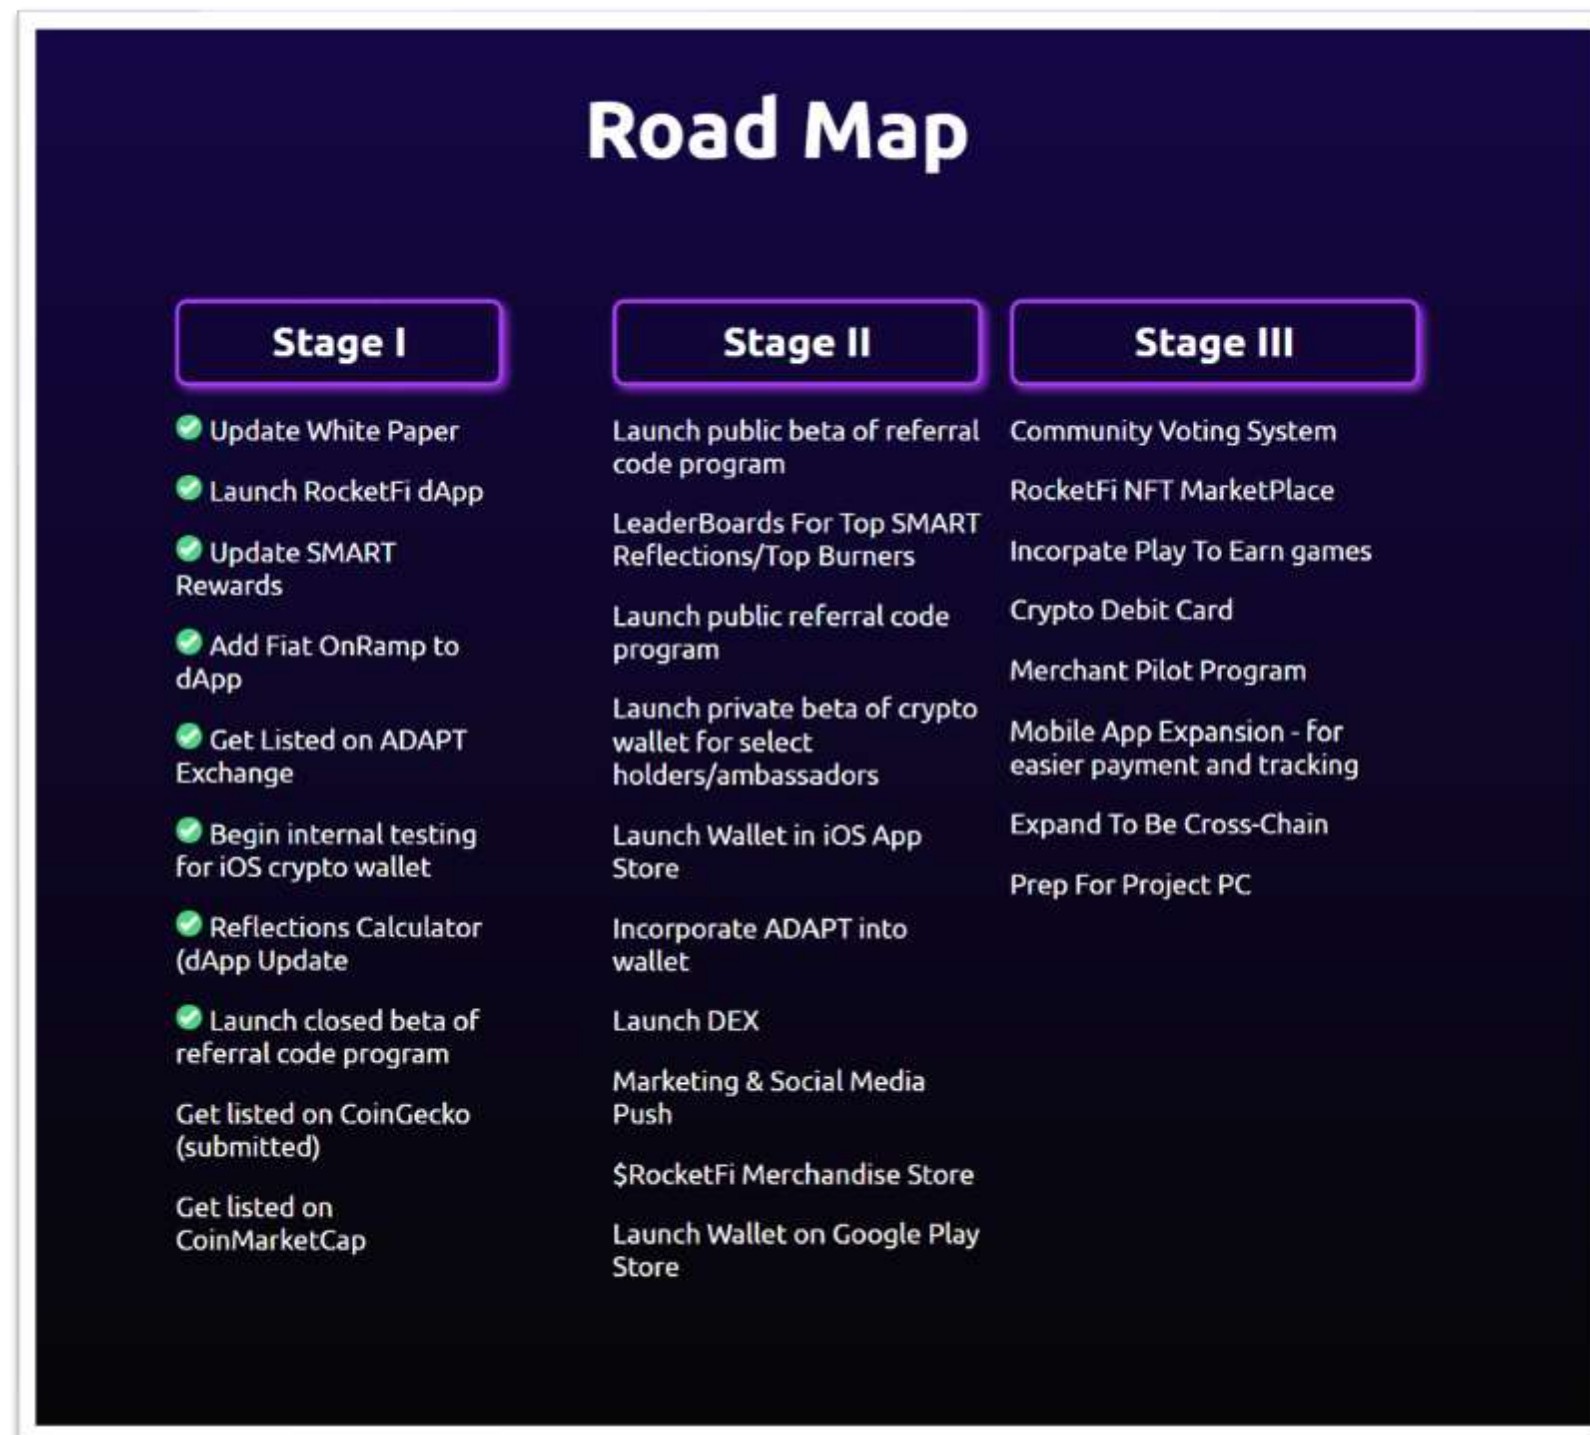 Road Map
Stage I
Update White Paper
Launch RocketFi dApp
Update SMART
Rewards
Add Fiat OnRamp to
dApp
Get Listed on ADAPT
Exchange
Begin internal testing
for iOS crypto wallet
Reflections Calculator
(dApp Update
Launch closed beta of
referral code program
Get listed on CoinGecko
(submitted)
Get listed on
CoinMarketCap
Stage II
Launch public beta of referral
code program
LeaderBoards For Top SMART
Reflections/Top Burners
Launch public referral code
program
Launch private beta of crypto
wallet for select
holders/ambassadors
Launch Wallet in iOS App
Store
Incorporate ADAPT into
wallet
Launch DEX
Marketing & Social Media
Push
$RocketFi Merchandise Store
Launch Wallet on Google Play
Store
Stage III
Community Voting System
RocketFi NFT MarketPlace
Incorpate Play To Earn games
Crypto Debit Card
Merchant Pilot Program
Mobile App Expansion - for
easier payment and tracking
Expand To Be Cross-Chain
Prep For Project PC